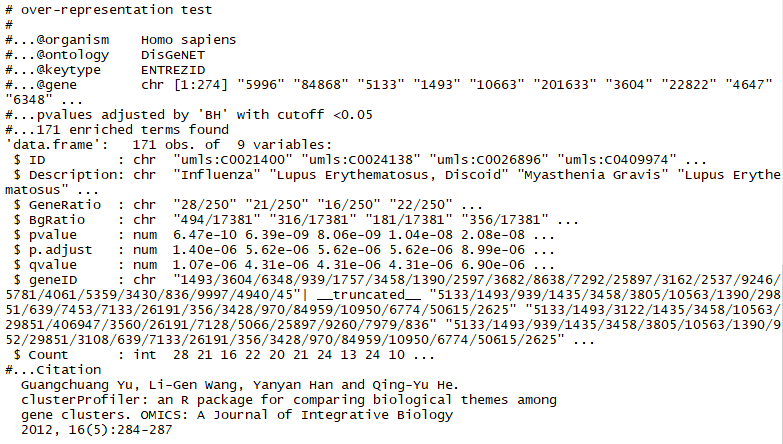 # over-representation test
#
#...@organism    Homo sapiens
#...@ontology    DisGeNET
#...@keytype     ENTREZID
#...@gene        chr [1:274] "5996" "84868" "5133" "1493" "10663" "201633" "3604" "22822" "4647"
"6348" ...
#...pvalues adjusted by 'BH' with cutoff <0.05
#...171 enriched terms found
'data.frame':   171 obs. of  9 variables:
 $ ID         : chr  "umls:C0021400" "umls:C0024138" "umls:C0026896" "umls:C0409974" ...
 $ Description: chr  "Influenza" "Lupus Erythematosus, Discoid" "Myasthenia Gravis" "Lupus Erythe
matosus" ...
 $ GeneRatio  : chr  "28/250" "21/250" "16/250" "22/250" ...
 $ BgRatio    : chr  "494/17381" "316/17381" "181/17381" "356/17381" ...
 $ pvalue     : num  6.47e-10 6.39e-09 8.06e-09 1.04e-08 2.08e-08 ...
 $ p.adjust   : num  1.40e-06 5.62e-06 5.62e-06 5.62e-06 8.99e-06 ...
 $ qvalue     : num  1.07e-06 4.31e-06 4.31e-06 4.31e-06 6.90e-06 ...
 $ geneID     : chr  "1493/3604/6348/939/1757/3458/1390/2597/3682/8638/7292/25897/3162/2537/9246/
5781/4061/5359/3430/836/9997/4940/45"| __truncated__ "5133/1493/939/1435/3458/3805/10563/1390/298
51/639/7453/7133/26191/356/3428/970/84959/10950/6774/50615/2625" "5133/1493/3122/1435/3458/10563/
29851/406947/3560/26191/7128/5066/25897/9260/7979/836" "5133/1493/939/1435/3458/3805/10563/1390/9
52/29851/3108/639/7133/26191/356/3428/970/84959/10950/6774/50615/2625" ...
 $ Count      : int  28 21 16 22 20 21 24 13 24 10 ...
#...Citation
  Guangchuang Yu, Li-Gen Wang, Yanyan Han and Qing-Yu He.
  clusterProfiler: an R package for comparing biological themes among
  gene clusters. OMICS: A Journal of Integrative Biology
  2012, 16(5):284-287